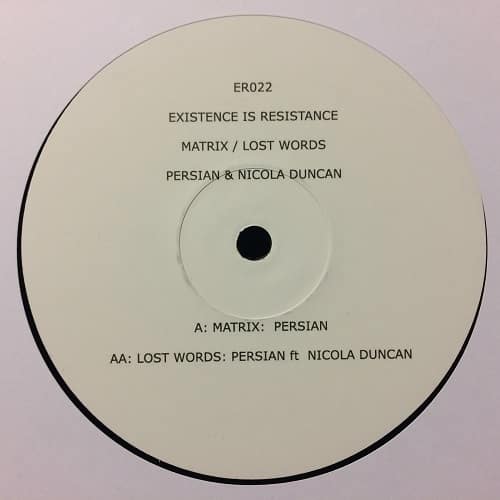 ER022
EXISTENCE IS RESISTANCE
MATRIX / LOST WORDS
PERSIAN & NICOLA DUNCAN
A: MATRIX:  PERSIAN
AA: LOST WORDS: PERSIAN ft  NICOLA DUNCAN